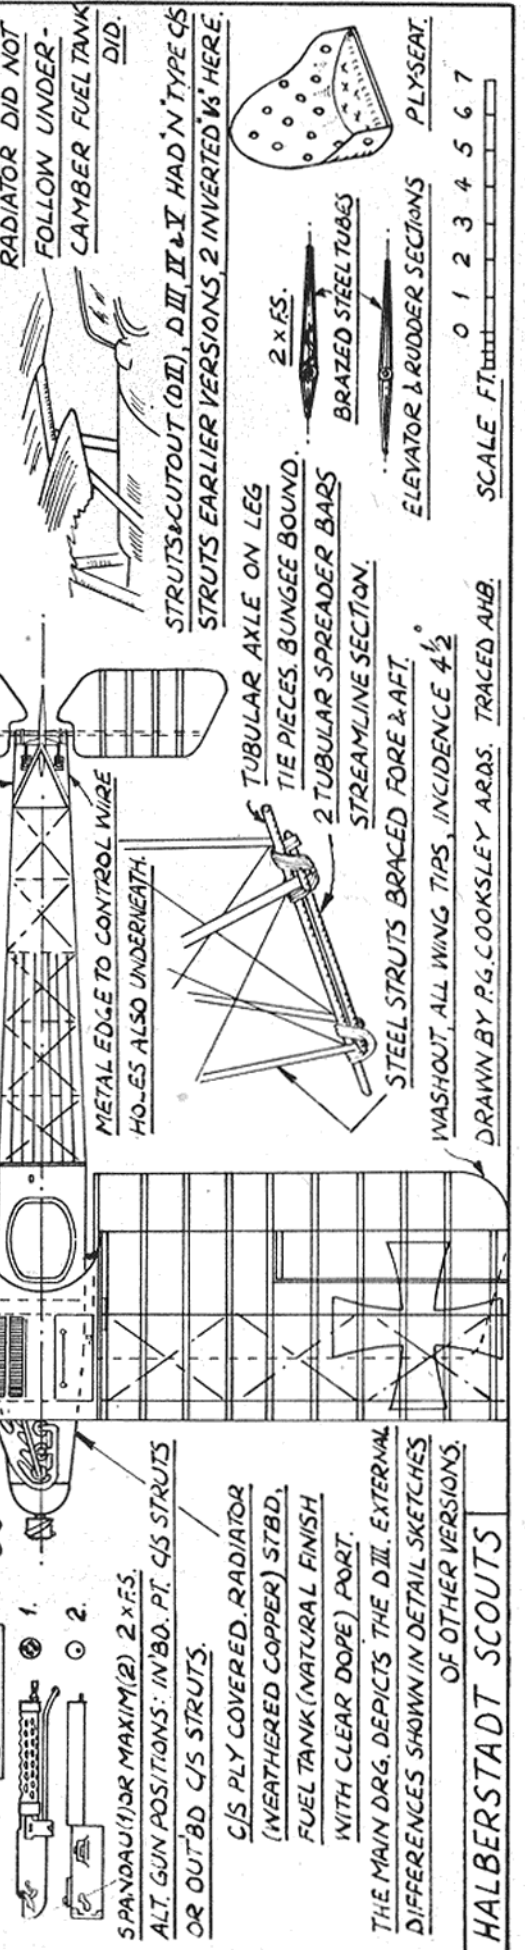 RADIATOR DID NOT
FOLLOW UNDER-
CAMBER FUEL TANK
DID.
STRUTS & CUTOUT (DII), D III, IV & V HAD "N" TYPE C/S
STRUTS EARLIER VERSIONS, 2 INVERTED "Vs" HERE.
PLY-SEAT.
2 x F.S.
BRAZED STEEL TUBES
ELEVATOR & RUDDER SECTIONS
0 1 2 3 4 5 6 7
SCALE FT.
METAL EDGE TO CONTROL WIRE
HOLES ALSO UNDERNEATH.
TUBULAR AXLE ON LEG
TIE PIECES. BUNGEE BOUND.
2 TUBULAR SPREADER BARS
STREAMLINE SECTION.
STEEL STRUTS BRACED FORE & AFT.
WASHOUT, ALL WING TIPS, INCIDENCE 4½°
DRAWN BY P.G. COOKSLEY A.R.D.S. TRACED A.H.B.
1.
2.
SPANDAU (1) OR MAXIM (2) 2 x F.S.
ALT. GUN POSITIONS: IN'BD. PT. C/S STRUTS
OR OUT'BD C/S STRUTS.
C/S PLY COVERED. RADIATOR
(WEATHERED COPPER) STBD,
FUEL TANK (NATURAL FINISH
WITH CLEAR DOPE) PORT.
THE MAIN DRG. DEPICTS THE D III. EXTERNAL
DIFFERENCES SHOWN IN DETAIL SKETCHES
OF OTHER VERSIONS.
HALBERSTADT SCOUTS